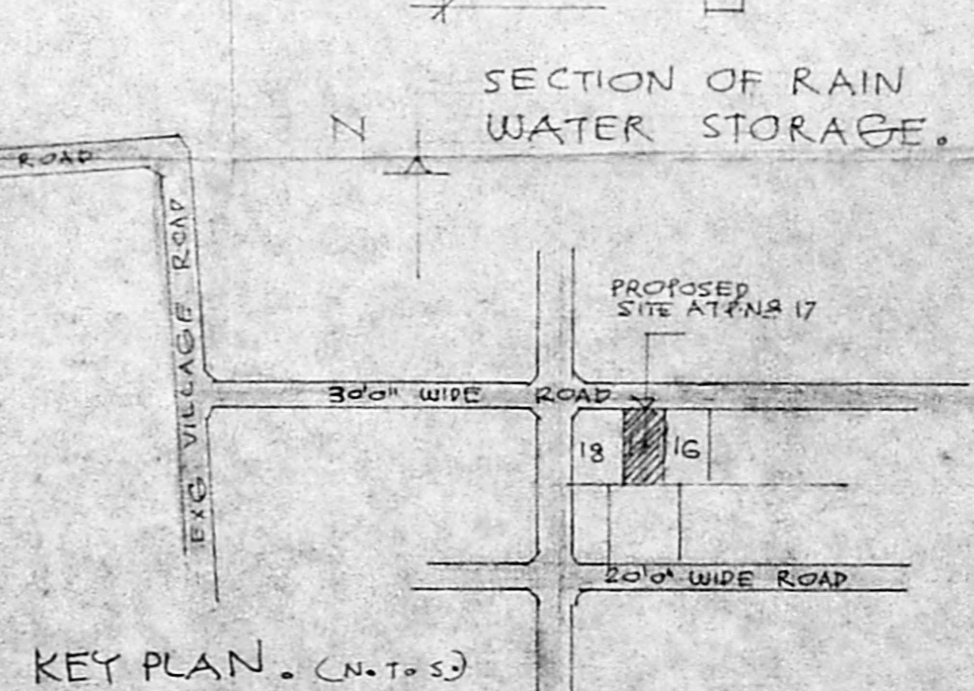 SECTION OF RAIN
WATER STORAGE.
N
ROAD
EXG VILLAGE ROAD
PROPOSED
SITE AT P.NO 17
30'0" WIDE ROAD
18
16
20'0" WIDE ROAD
KEY PLAN. (N.T.S.)